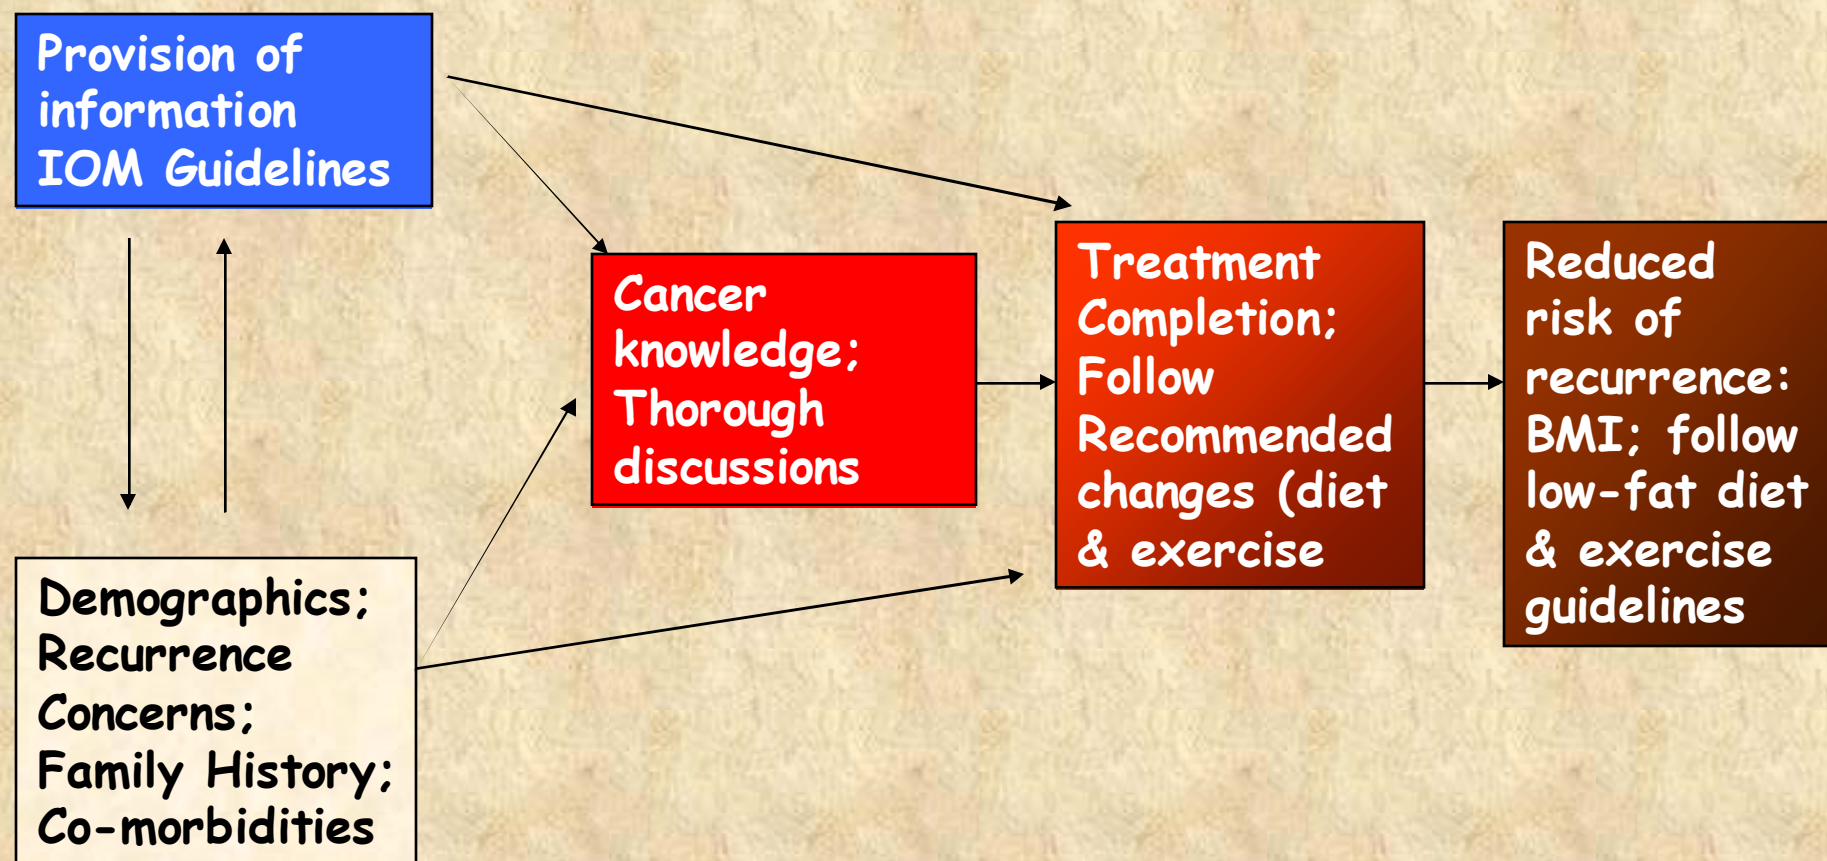 Provision of
information
IOM Guidelines
Cancer
knowledge;
Thorough
discussions
Treatment
Completion;
Follow
Recommended
changes (diet
& exercise
Reduced
risk of
recurrence:
BMI; follow
low-fat diet
& exercise
guidelines
Demographics;
Recurrence
Concerns;
Family History;
Co-morbidities